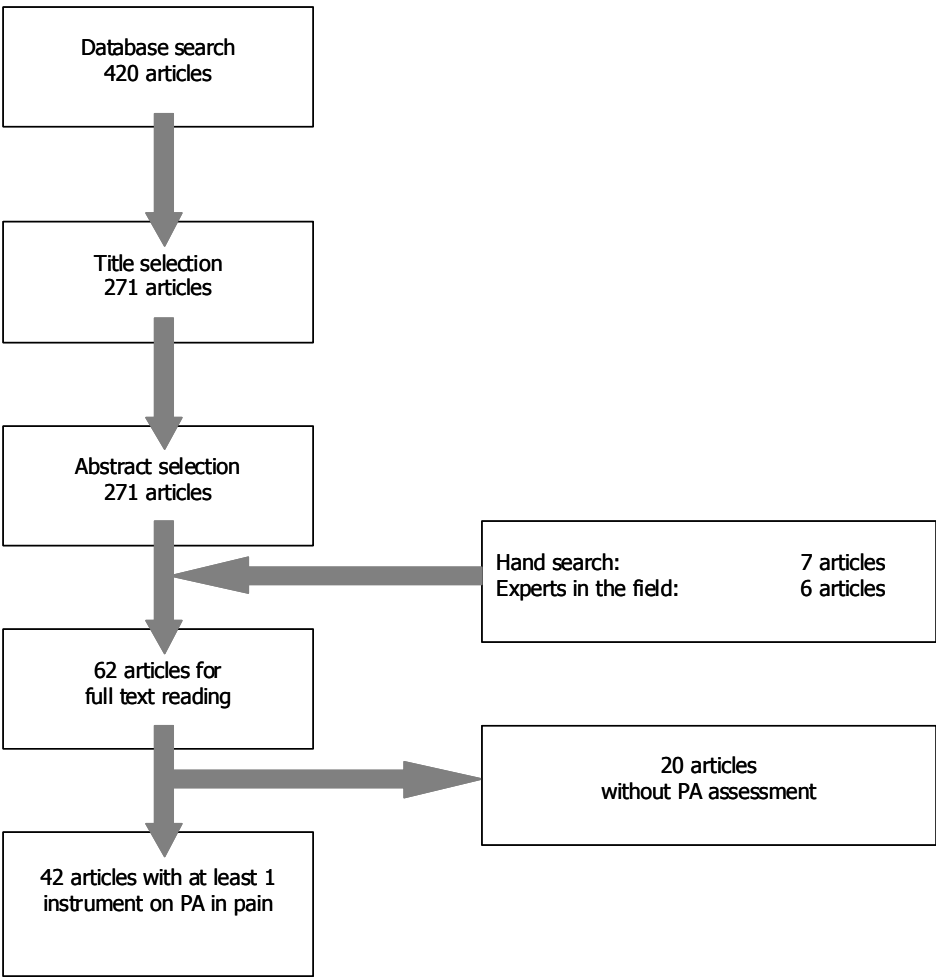 Database search
420 articles
Title selection
271 articles
Abstract selection
271 articles
Hand search: 7 articles
Experts in the field: 6 articles
62 articles for
full text reading
20 articles
without PA assessment
42 articles with at least 1
instrument on PA in pain